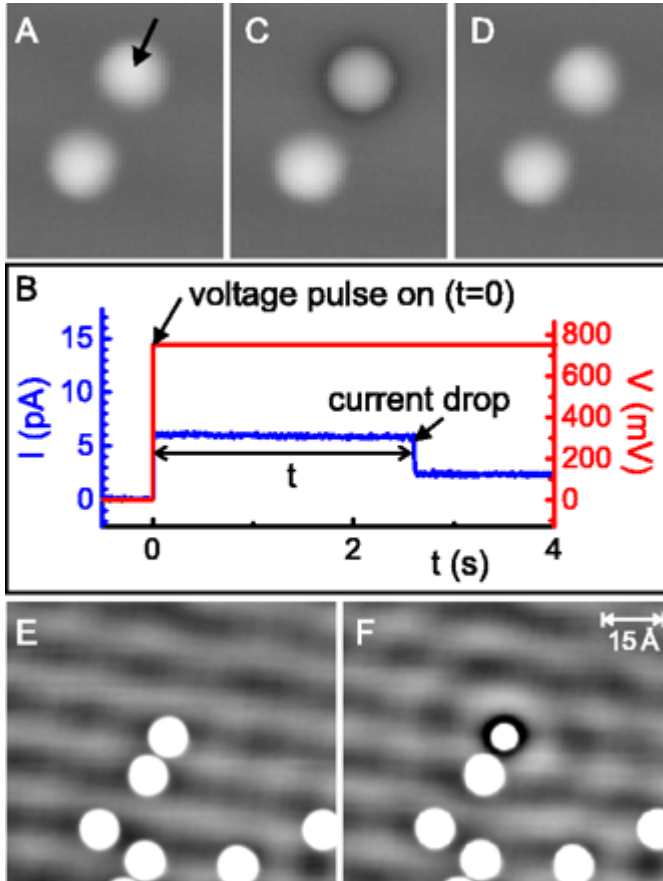 A
C
D
B
voltage pulse on (t=0)
15
10
5
0
I (pA)
800
600
400
200
0
V (mV)
current drop
t
0
2
4
t (s)
E
F
15 Å